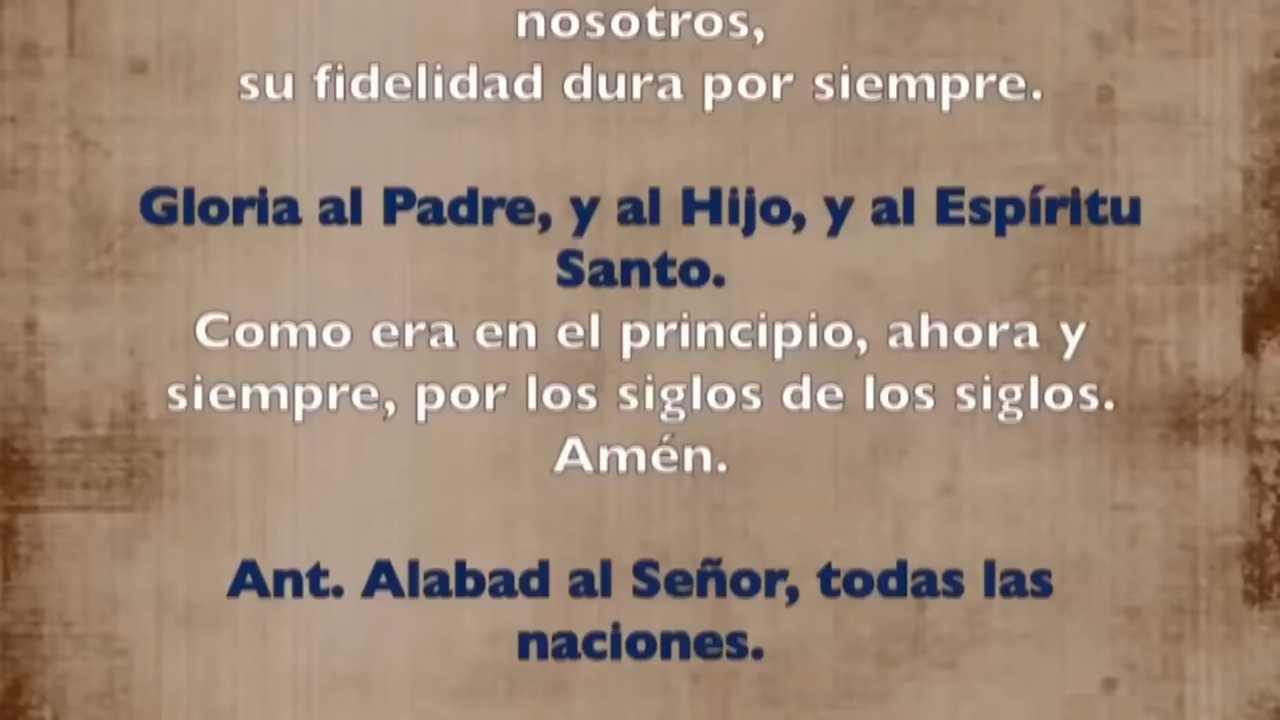 nosotros,
su fidelidad dura por siempre.
Gloria al Padre, y al Hijo, y al Espíritu
Santo.
Como era en el principio, ahora y
siempre, por los siglos de los siglos.
Amén.
Ant. Alabad al Señor, todas las
naciones.